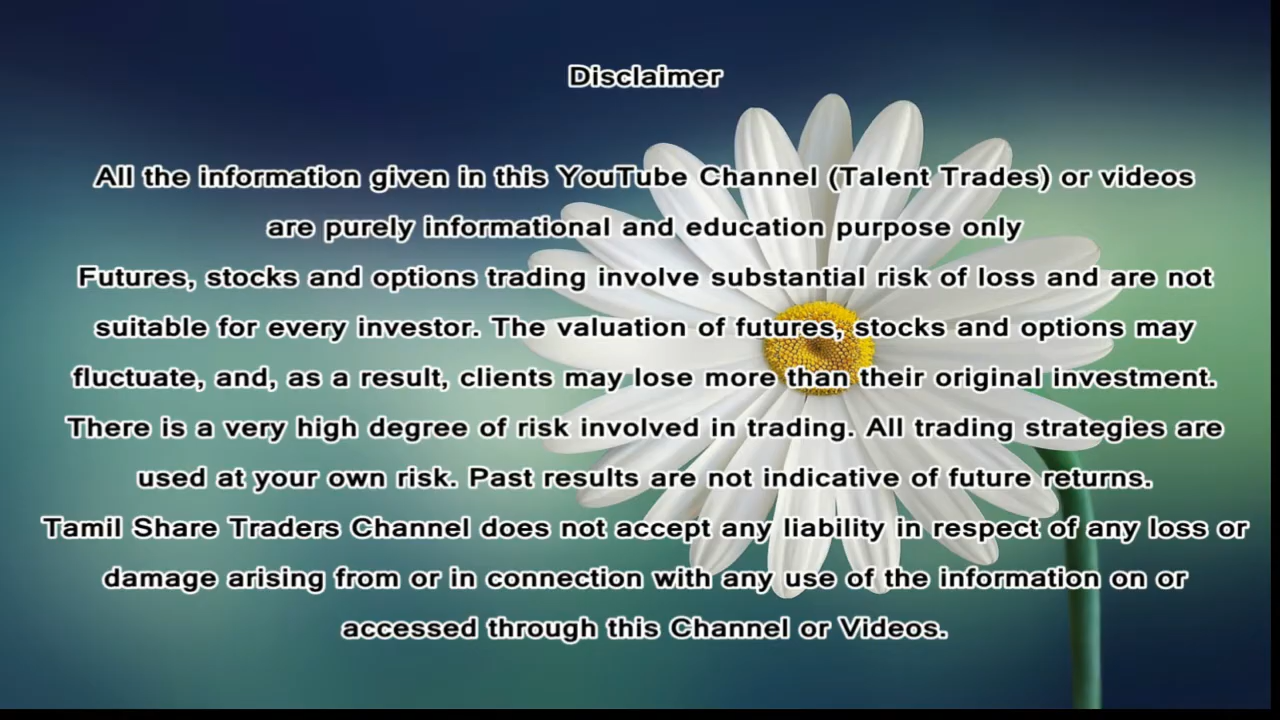 Disclaimer
All the information given in this YouTube Channel (Talent Trades) or videos
are purely informational and education purpose only
Futures, stocks and options trading involve substantial risk of loss and are not
suitable for every investor. The valuation of futures, stocks and options may
fluctuate, and, as a result, clients may lose more than their original investment.
There is a very high degree of risk involved in trading. All trading strategies are
used at your own risk. Past results are not indicative of future returns.
Tamil Share Traders Channel does not accept any liability in respect of any loss or
damage arising from or in connection with any use of the information on or
accessed through this Channel or Videos.